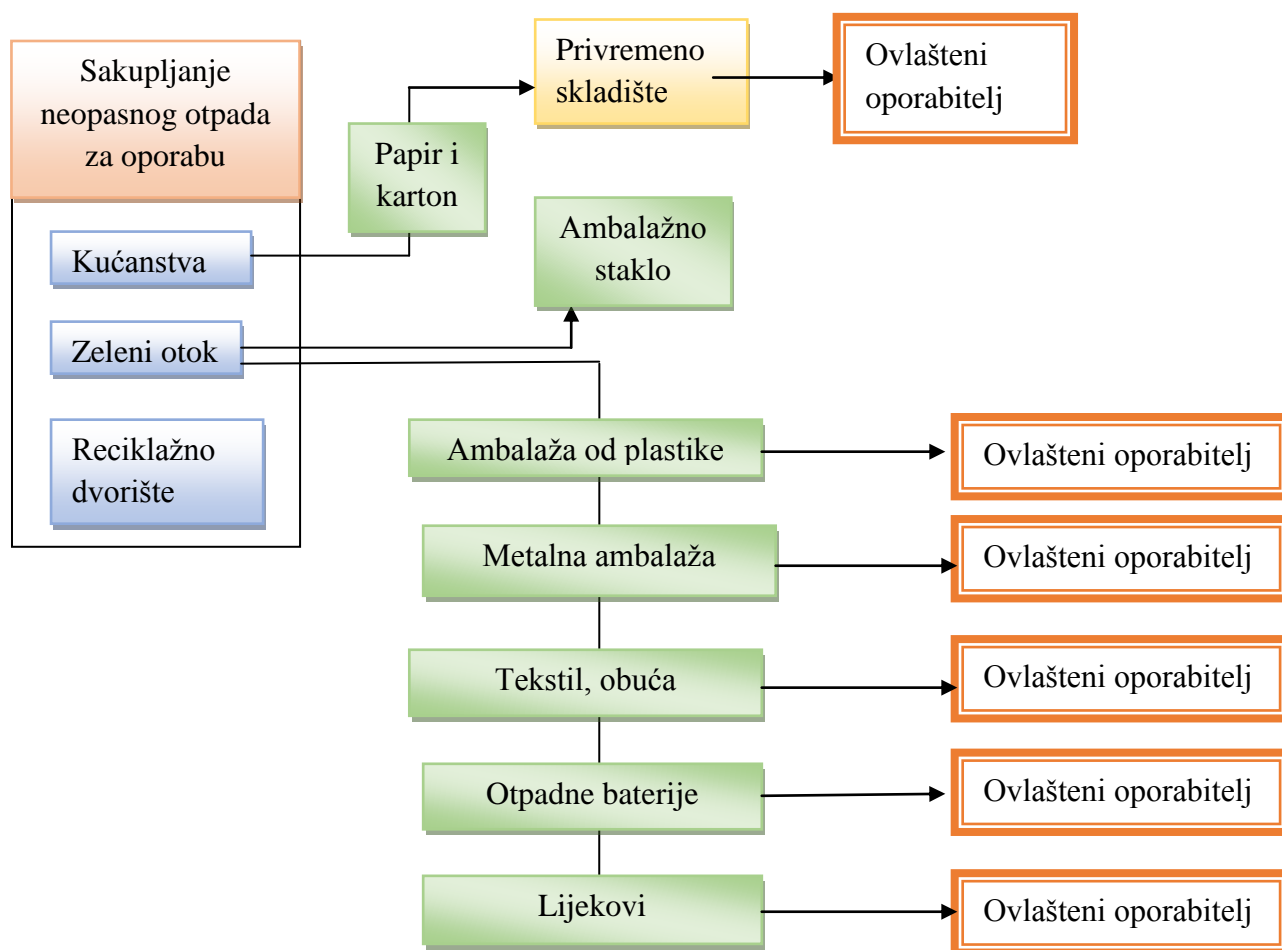 Sakupljanje
neopasnog otpada
za oporabu
Kućanstva
Zeleni otok
Reciklažno
dvorište
Papir i
karton
Privremeno
skladište
Ovlašteni
oporabitelj
Ambalažno
staklo
Ambalaža od plastike
Ovlašteni oporabitelj
Metalna ambalaža
Ovlašteni oporabitelj
Tekstil, obuća
Ovlašteni oporabitelj
Otpadne baterije
Ovlašteni oporabitelj
Lijekovi
Ovlašteni oporabitelj